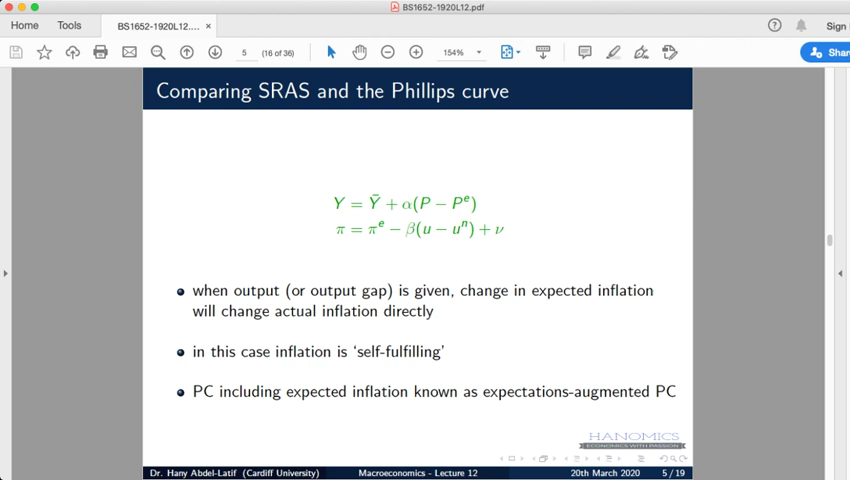 BS1652-1920L12.pdf
Home Tools BS1652-1920L12.... × Sign
5 (16 of 36) 154% Shar
Comparing SRAS and the Phillips curve
Y = Ȳ + α(P − Pᵉ)
π = πᵉ − β(u − uⁿ) + ν
when output (or output gap) is given, change in expected inflation
will change actual inflation directly
in this case inflation is ‘self-fulfilling’
PC including expected inflation known as expectations-augmented PC
HANOMICS
ECONOMICS WITH PASSION
Dr. Hany Abdel-Latif (Cardiff University) Macroeconomics - Lecture 12 20th March 2020 5 / 19